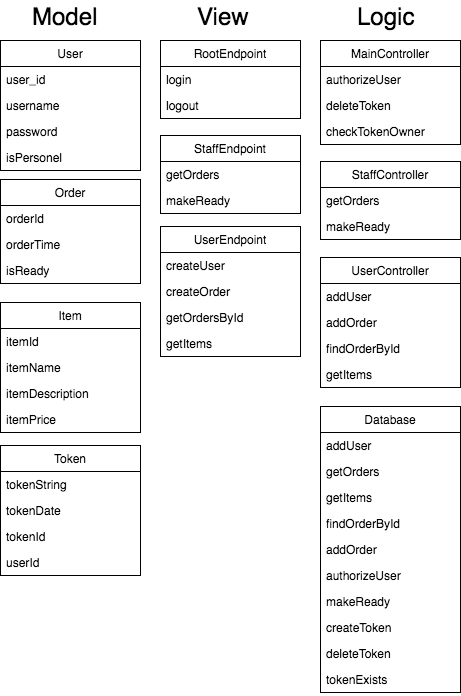 Model
User
user_id
username
password
isPersonel
Order
orderId
orderTime
isReady
Item
itemId
itemName
itemDescription
itemPrice
Token
tokenString
tokenDate
tokenId
userId
View
RootEndpoint
login
logout
StaffEndpoint
getOrders
makeReady
UserEndpoint
createUser
createOrder
getOrdersById
getItems
Logic
MainController
authorizeUser
deleteToken
checkTokenOwner
StaffController
getOrders
makeReady
UserController
addUser
addOrder
findOrderById
getItems
Database
addUser
getOrders
getItems
findOrderById
addOrder
authorizeUser
makeReady
createToken
deleteToken
tokenExists